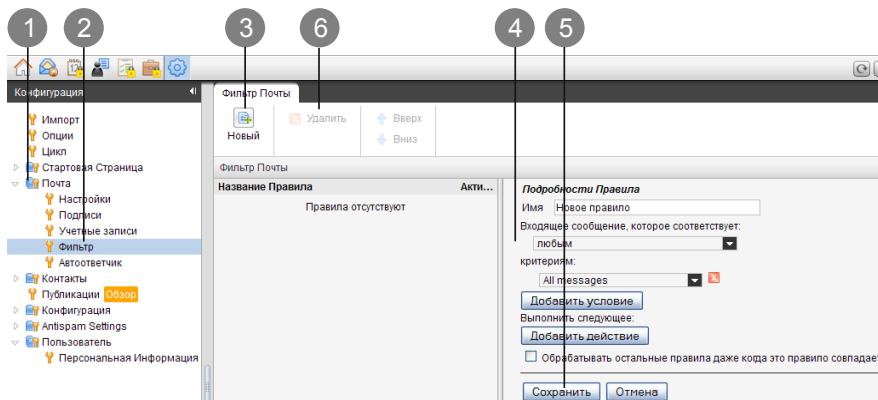 1 2 3 6 4 5
Конфигурация
Импорт
Опции
Цикл
Стартовая Страница
Почта
Настройки
Подписи
Учетные записи
Фильтр
Автоответчик
Контакты
Публикации Обзор
Конфигурация
Antispam Settings
Пользователь
Персональная Информация
Фильтр Почты
Новый
Удалить
Вверх
Вниз
Фильтр Почты
Название Правила Акти...
Правила отсутствуют
Подробности Правила
Имя Новое правило
Входящее сообщение, которое соответствует:
любым
критериям:
All messages
Добавить условие
Выполнить следующее:
Добавить действие
Обрабатывать остальные правила даже когда это правило совпадае
Сохранить Отмена